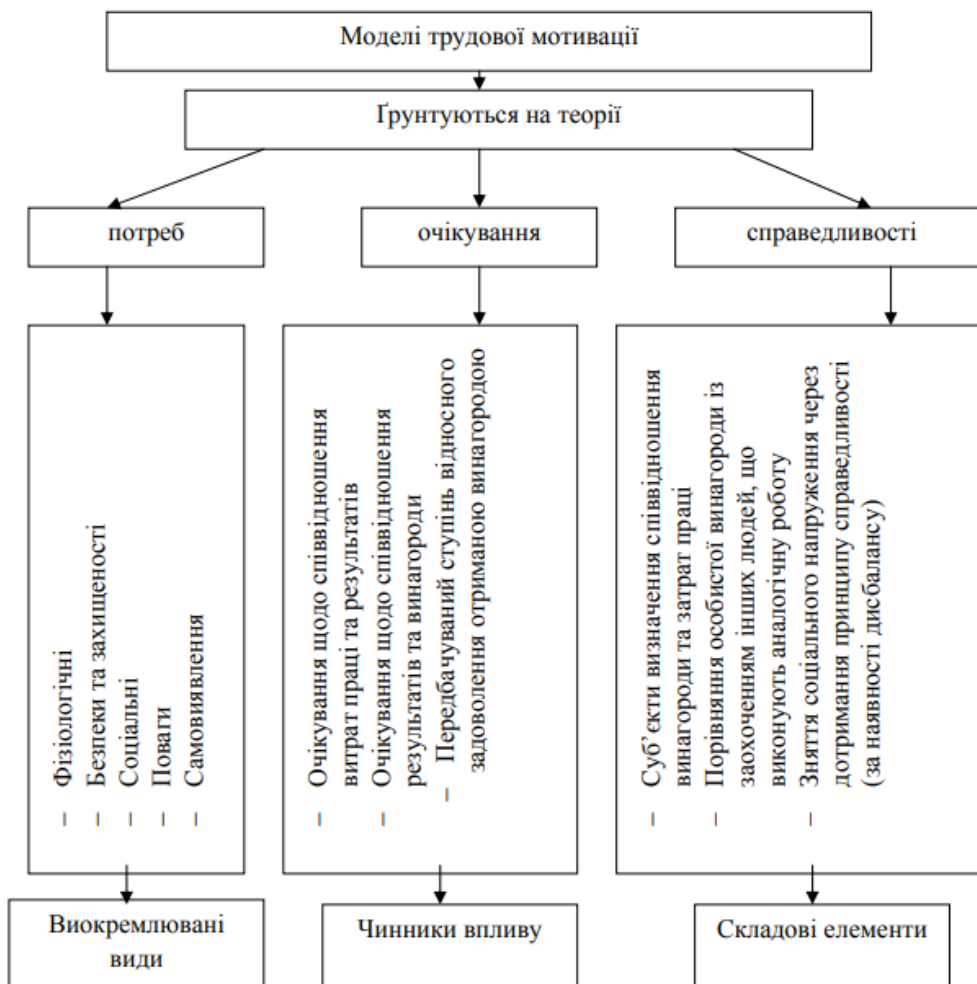 Моделі трудової мотивації
Ґрунтуються на теорії
потреб
очікування
справедливості
– Фізіологічні
– Безпеки та захищеності
– Соціальні
– Поваги
– Самовиявлення
– Очікування щодо співвідношення
витрат праці та результатів
– Очікування щодо співвідношення
результатів та винагороди
– Передбачуваний ступінь відносного
задоволення отриманою винагородою
– Суб’єкти визначення співвідношення
винагороди та затрат праці
– Порівняння особистої винагороди із
заохоченням інших людей, що
виконують аналогічну роботу
– Зняття соціального напруження через
дотримання принципу справедливості
(за наявності дисбалансу)
Виокремлювані
види
Чинники впливу
Складові елементи